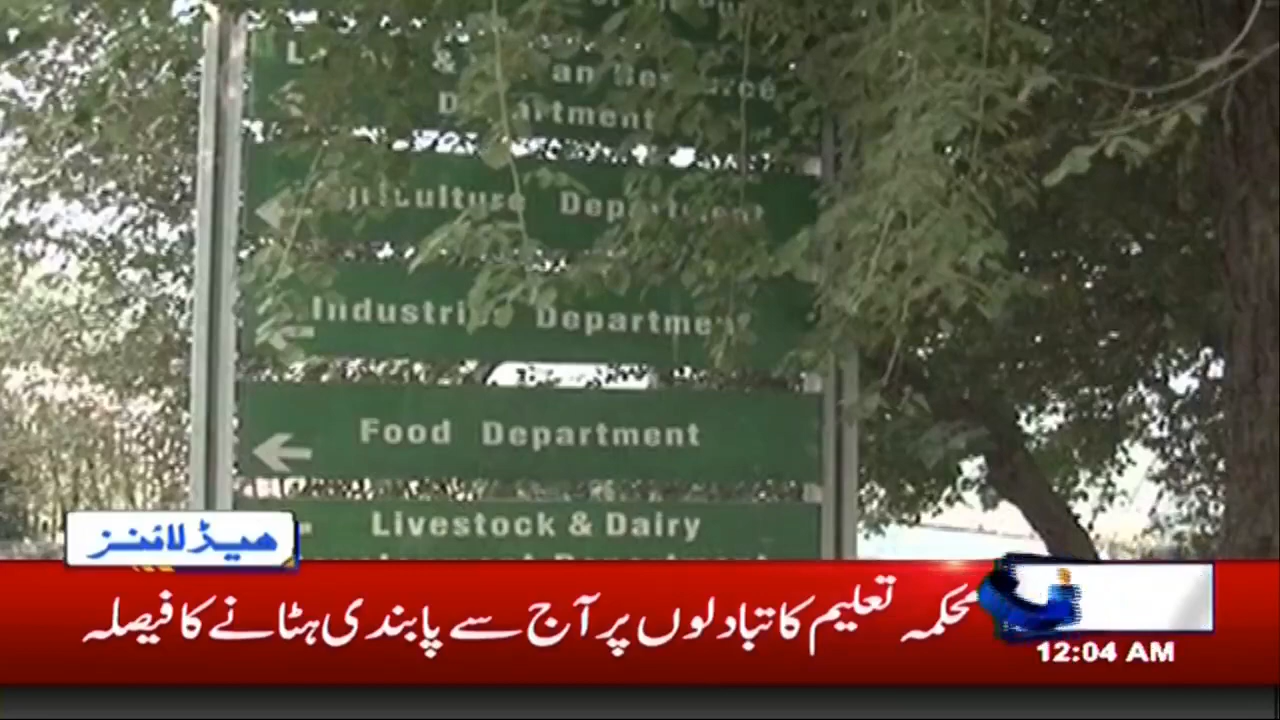 Department
Department
Industries Department
Food Department
Livestock & Dairy
ہیڈلائنز
محکمہ تعلیم کا تبادلوں پر آج سے پابندی ہٹانے کا فیصلہ
12:04 AM